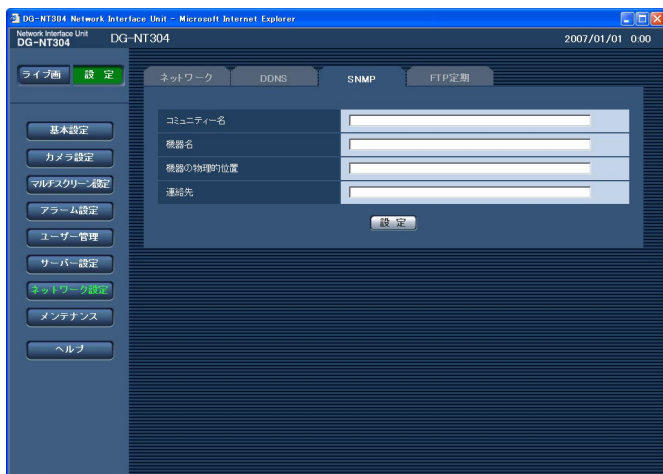 DG-NT304 Network Interface Unit - Microsoft Internet Explorer
Network Interface Unit
DG-NT304
DG-NT304
2007/01/01 0:00
ライブ画 設 定
ネットワーク DDNS SNMP FTP定期
コミュニティー名
機器名
機器の物理的位置
連絡先
設 定
基本設定
カメラ設定
マルチスクリーン設定
アラーム設定
ユーザー管理
サーバー設定
ネットワーク設定
メンテナンス
ヘルプ